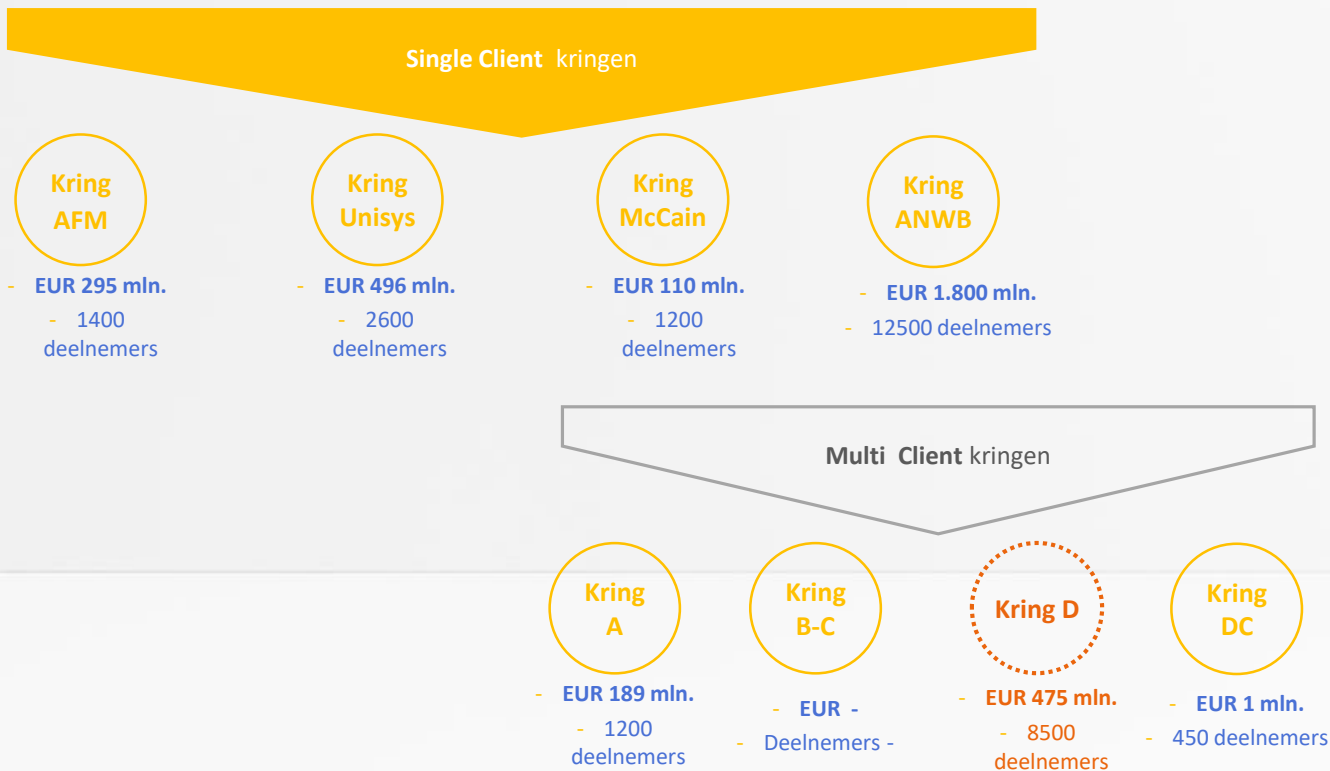 Single Client kringen
Kring
AFM
- EUR 295 mln.
- 1400
deelnemers
Kring
Unisys
- EUR 496 mln.
- 2600
deelnemers
Kring
McCain
- EUR 110 mln.
- 1200
deelnemers
Kring
ANWB
- EUR 1.800 mln.
- 12500 deelnemers
Multi Client kringen
Kring
A
- EUR 189 mln.
- 1200
deelnemers
Kring
B-C
- EUR -
- Deelnemers -
Kring D
- EUR 475 mln.
- 8500
deelnemers
Kring
DC
- EUR 1 mln.
- 450 deelnemers